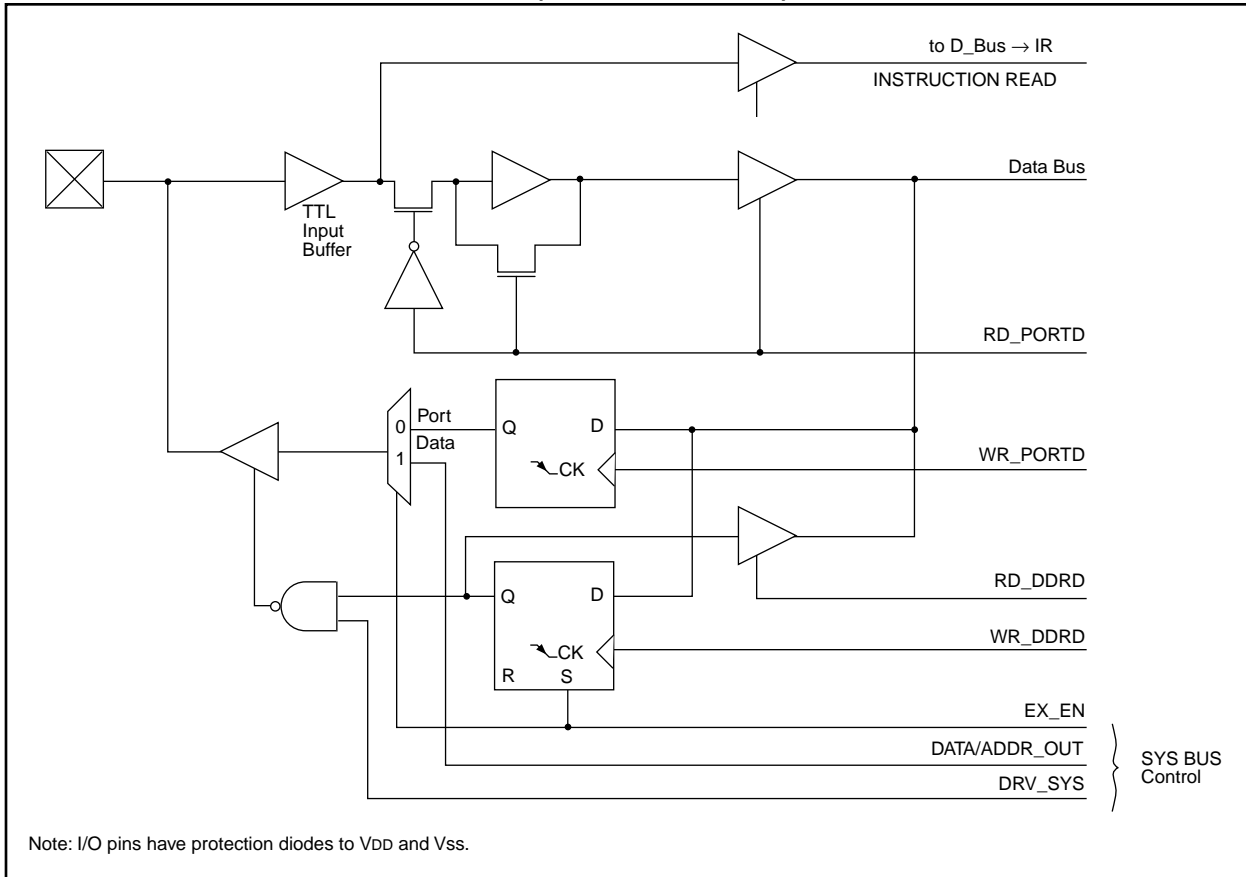 to D_Bus → IR
INSTRUCTION READ
Data Bus
TTL
Input
Buffer
RD_PORTD
0
Port
Q
D
Data
1
CK
WR_PORTD
RD_DDRD
Q
D
WR_DDRD
CK
R
S
EX_EN
DATA/ADDR_OUT
SYS BUS
Control
DRV_SYS
Note: I/O pins have protection diodes to VDD and Vss.